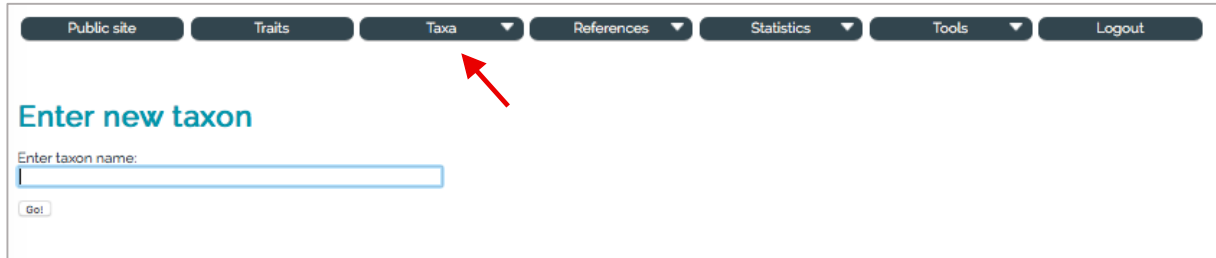 Public site Traits Taxa References Statistics Tools Logout
Enter new taxon
Enter taxon name:
Go!